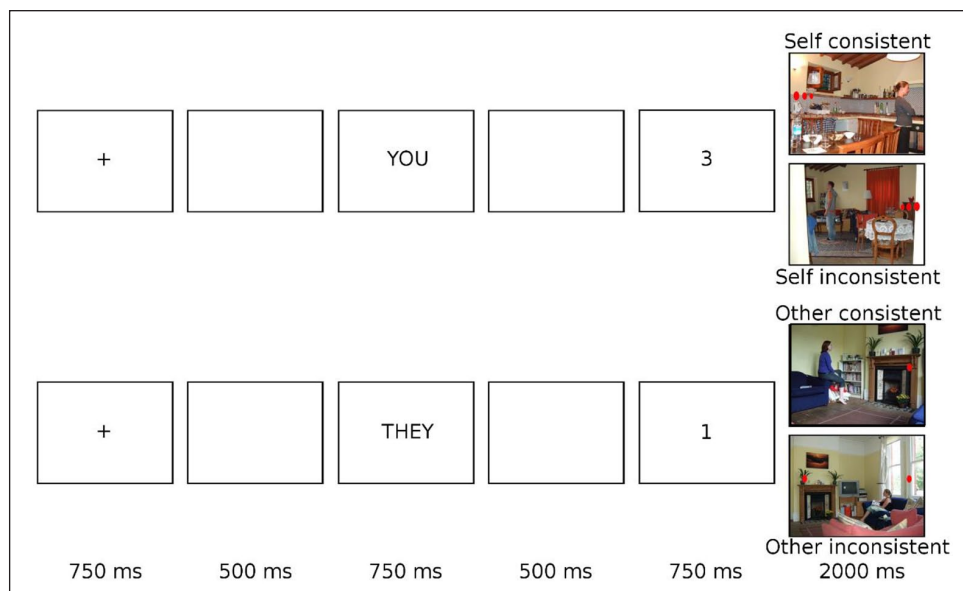 Self consistent
+
YOU
3
Self inconsistent
Other consistent
+
THEY
1
Other inconsistent
750 ms
500 ms
750 ms
500 ms
750 ms
2000 ms